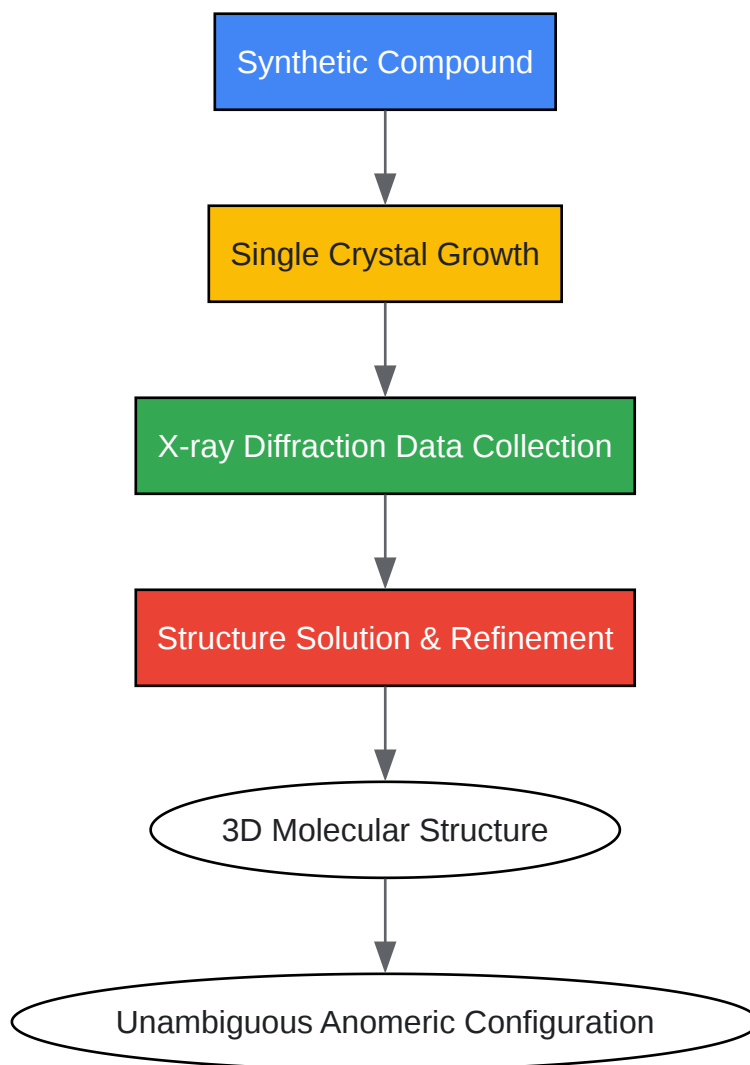 Synthetic Compound
Single Crystal Growth
X-ray Diffraction Data Collection
Structure Solution & Refinement
3D Molecular Structure
Unambiguous Anomeric Configuration